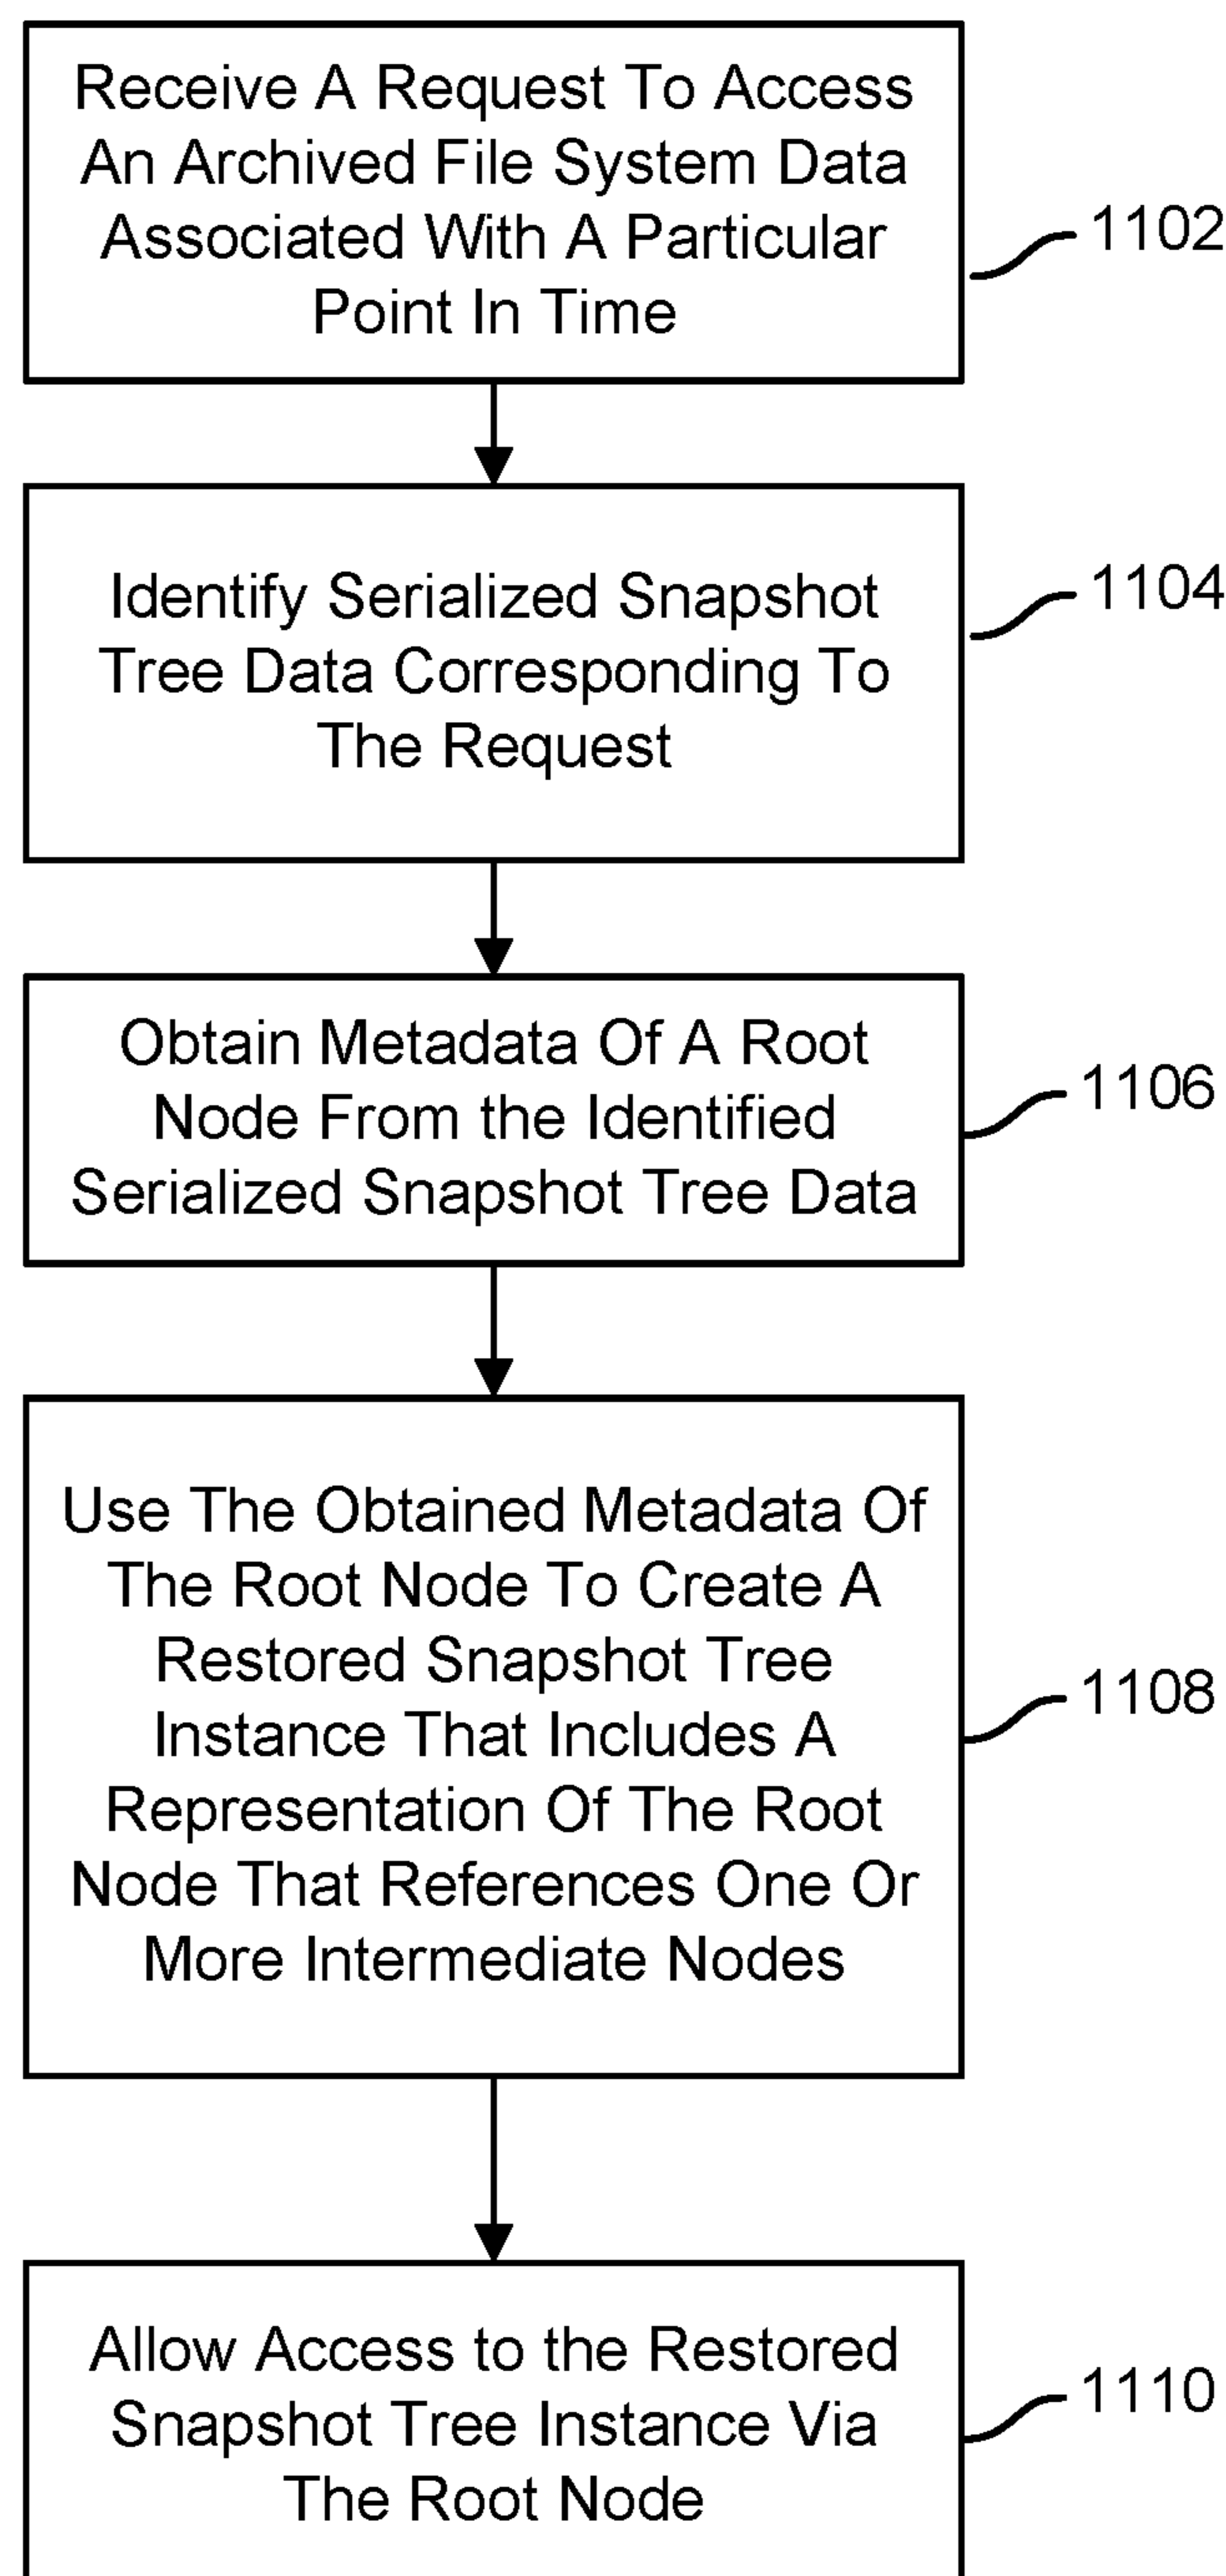 Receive A Request To Access
An Archived File System Data
Associated With A Particular
Point In Time
1102
Identify Serialized Snapshot
Tree Data Corresponding To
The Request
1104
Obtain Metadata Of A Root
Node From the Identified
Serialized Snapshot Tree Data
1106
Use The Obtained Metadata Of
The Root Node To Create A
Restored Snapshot Tree
Instance That Includes A
Representation Of The Root
Node That References One Or
More Intermediate Nodes
1108
Allow Access to the Restored
Snapshot Tree Instance Via
The Root Node
1110